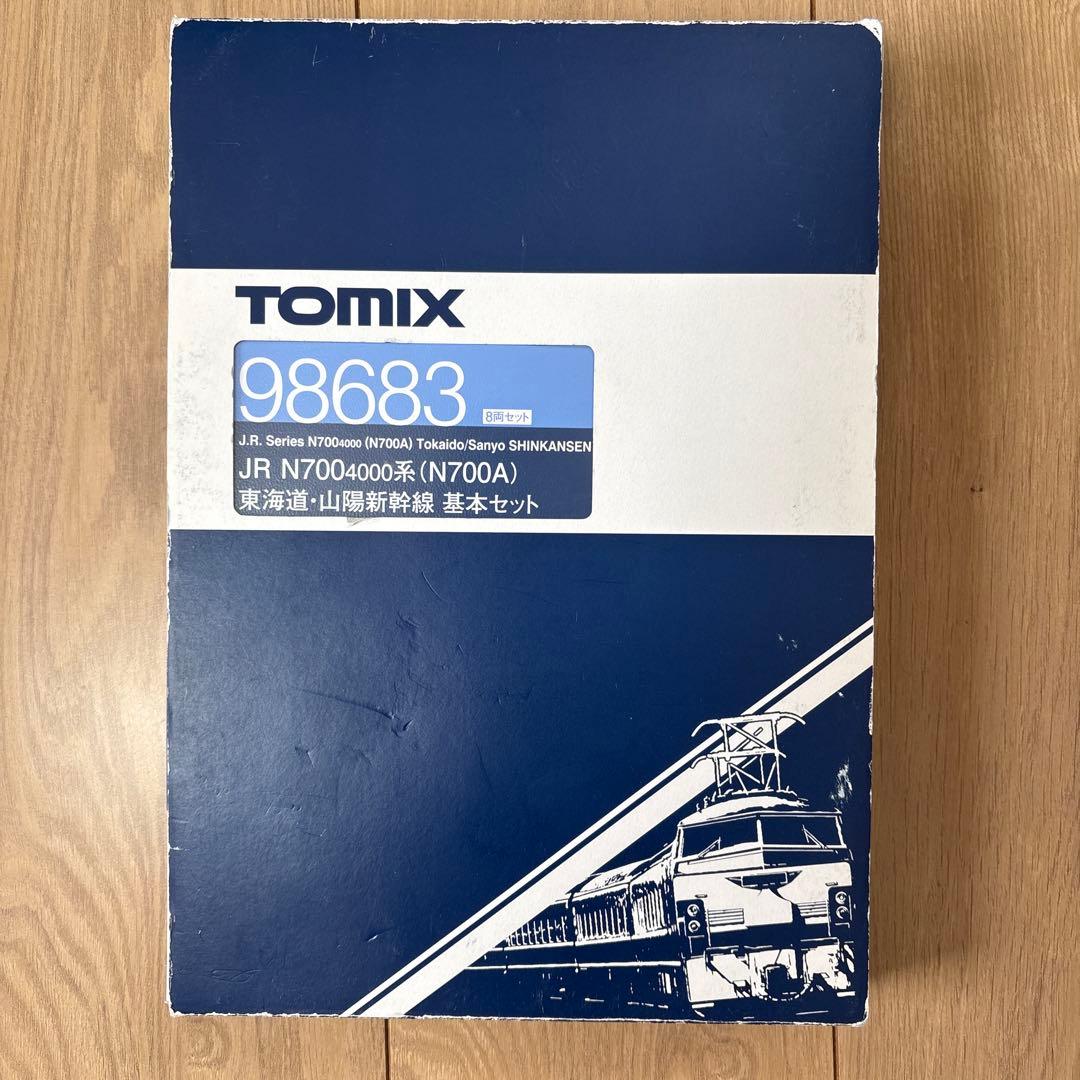 TOMIX
98683 8両セット
J.R. Series N7004000 (N700A) Tokaido/Sanyo SHINKANSEN
JR N7004000系(N700A)
東海道・山陽新幹線 基本セット